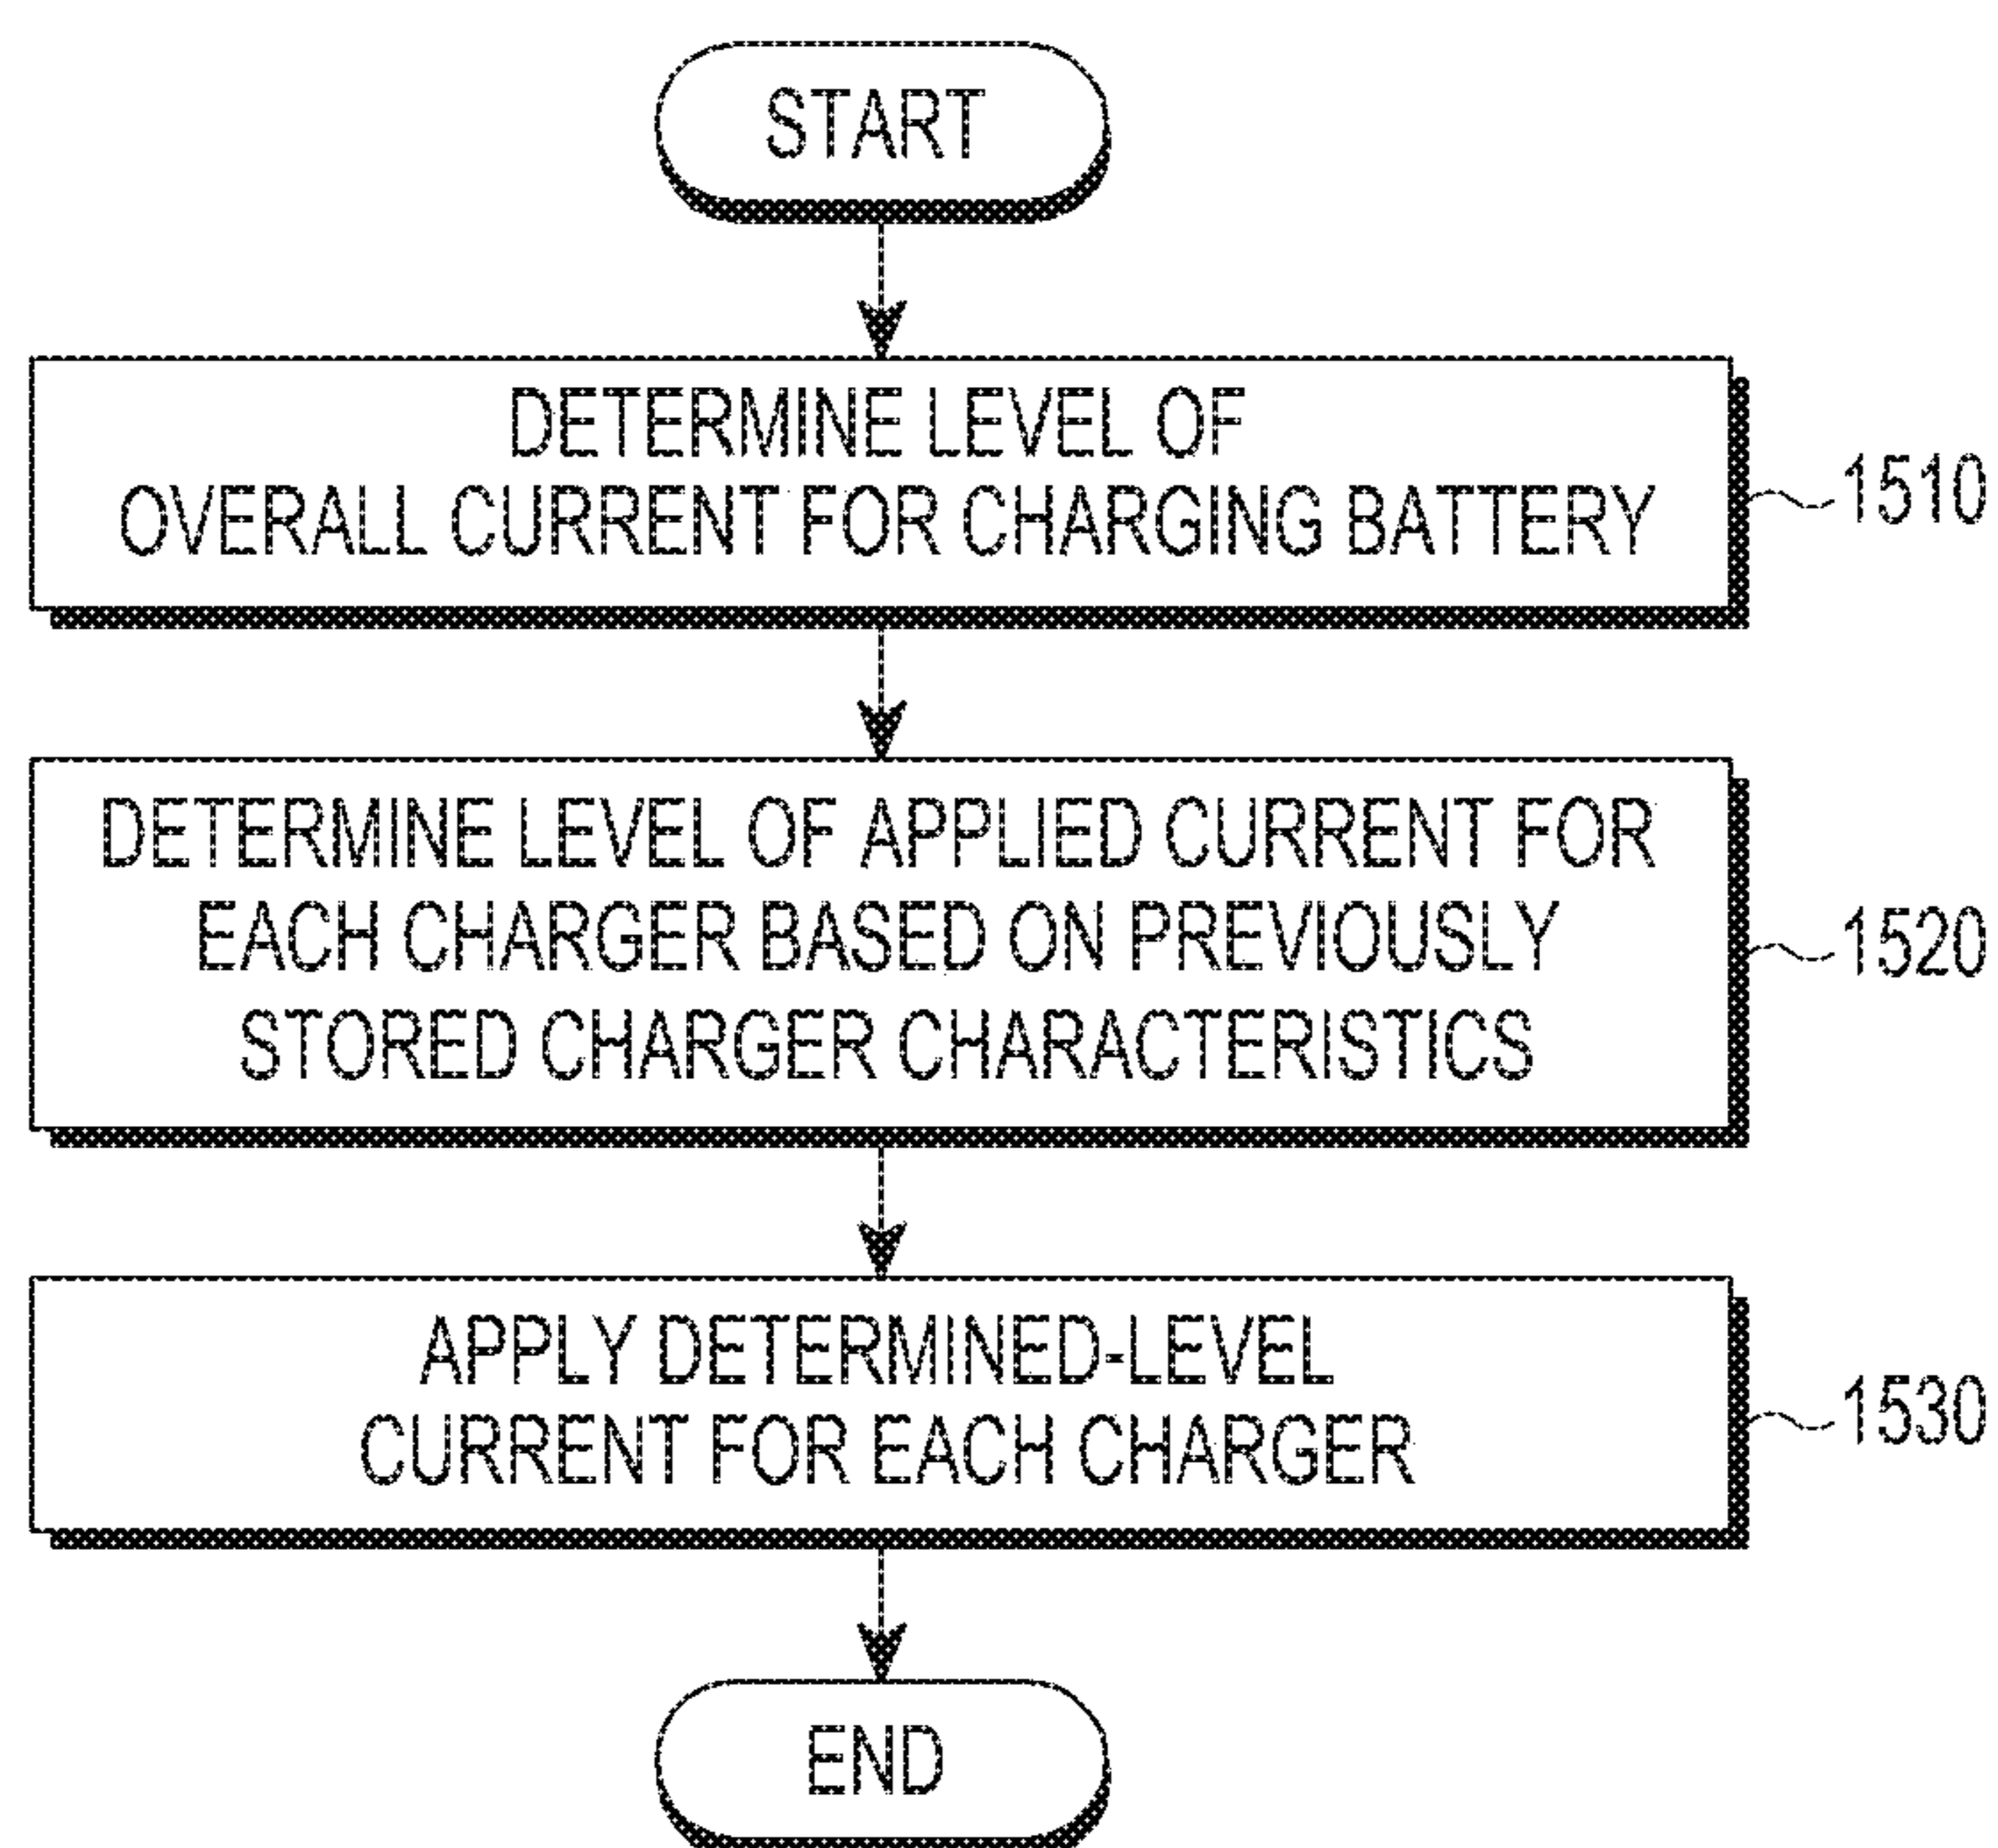 START
DETERMINE LEVEL OF
OVERALL CURRENT FOR CHARGING BATTERY
1510
DETERMINE LEVEL OF APPLIED CURRENT FOR
EACH CHARGER BASED ON PREVIOUSLY
STORED CHARGER CHARACTERISTICS
1520
APPLY DETERMINED-LEVEL
CURRENT FOR EACH CHARGER
1530
END